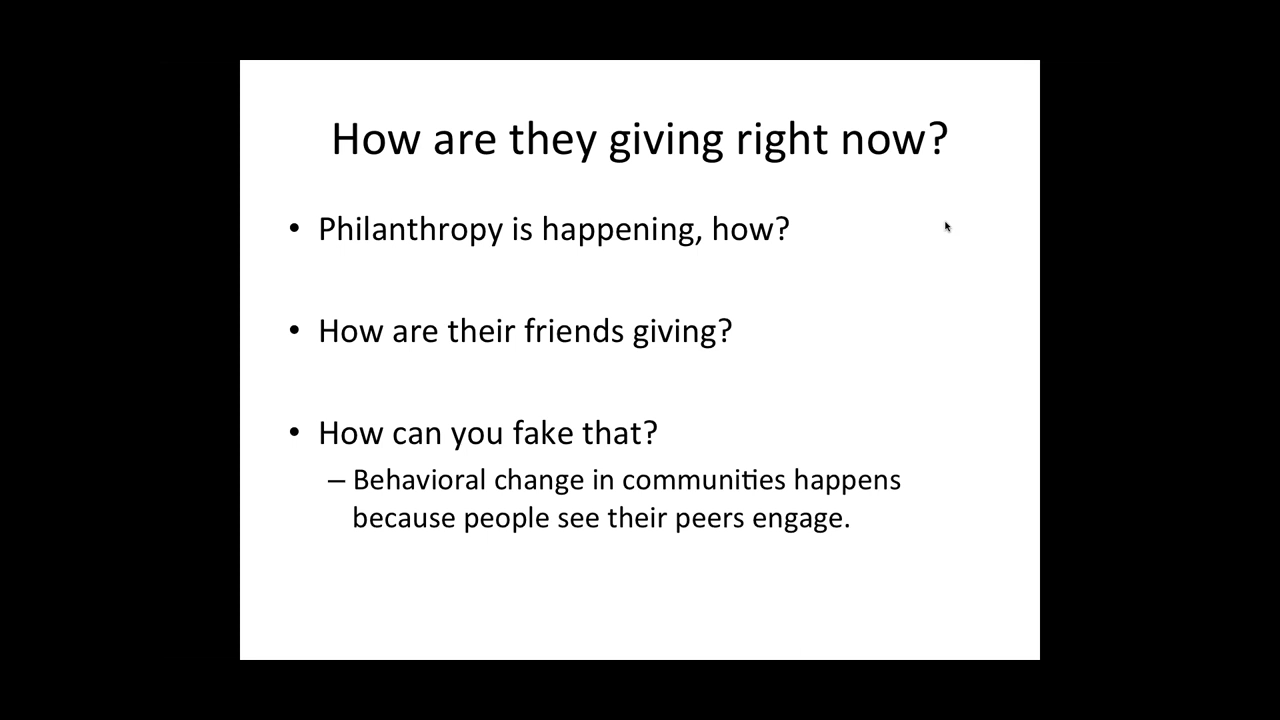 How are they giving right now?
• Philanthropy is happening, how?
• How are their friends giving?
• How can you fake that?
– Behavioral change in communities happens
because people see their peers engage.